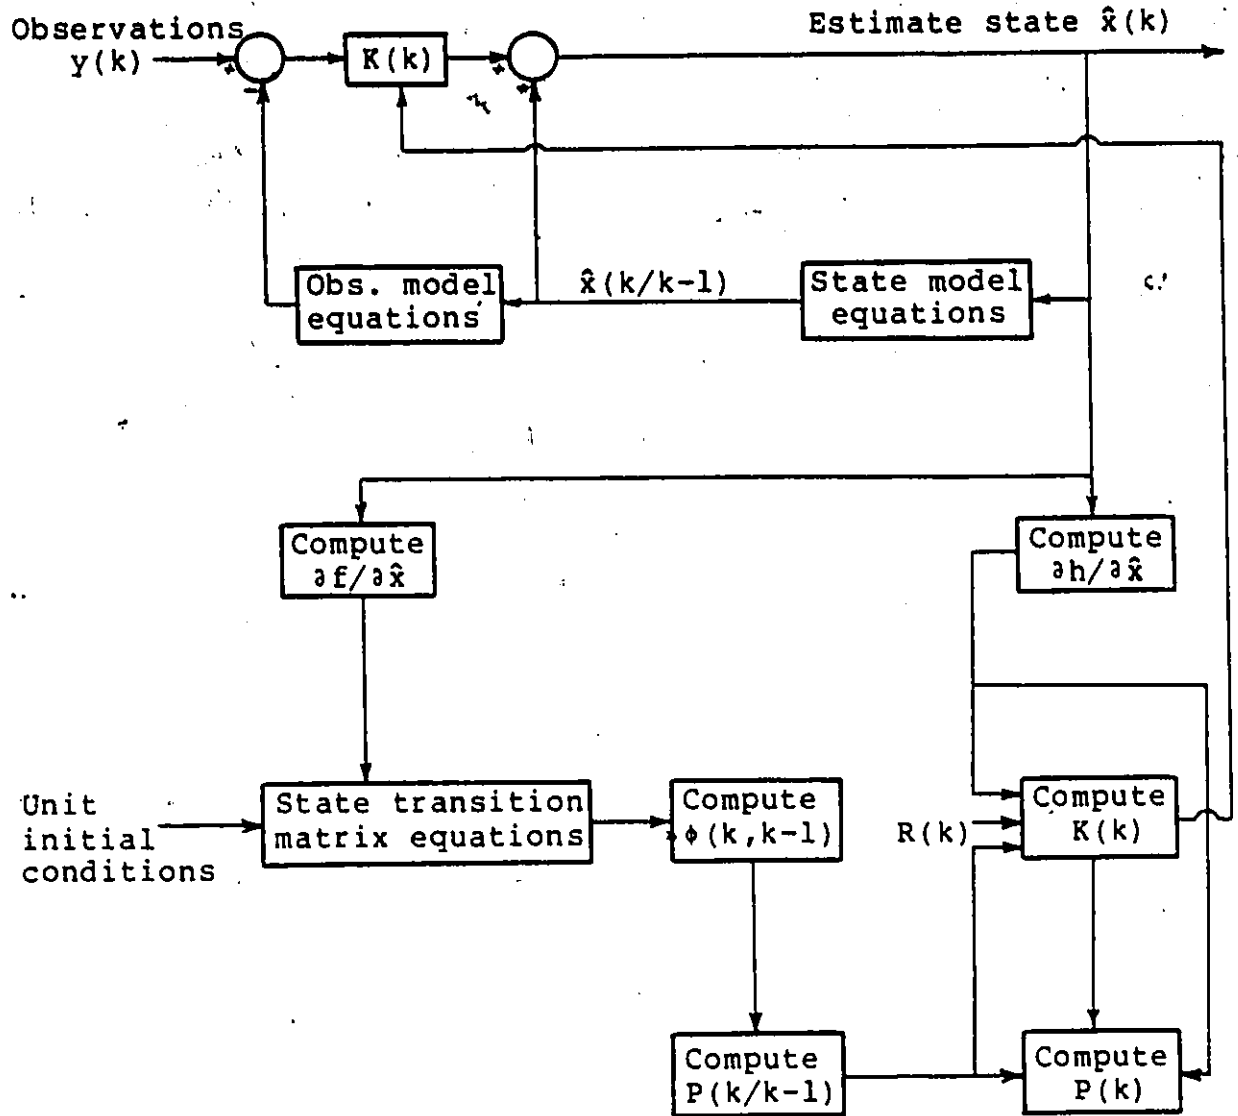 Observations
y(k)
K(k)
Estimate state x̂(k)
Obs. model
equations
x̂(k/k-1)
State model
equations
Compute
∂f/∂x̂
Compute
∂h/∂x̂
Unit
initial
conditions
State transition
matrix equations
Compute
ϕ(k,k-1)
R(k)
Compute
K(k)
Compute
P(k/k-1)
Compute
P(k)